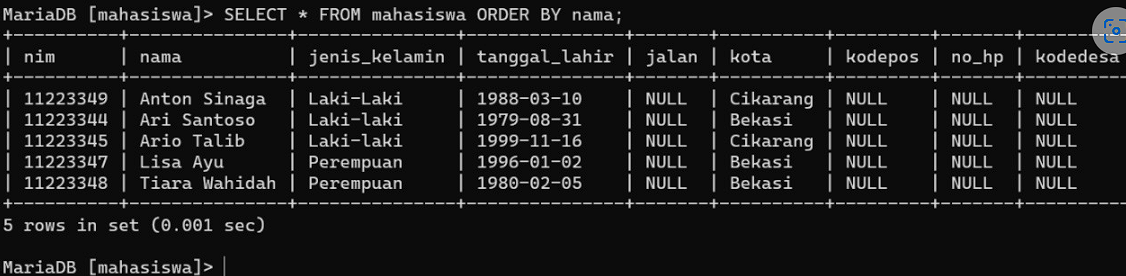 MariaDB [mahasiswa]> SELECT * FROM mahasiswa ORDER BY nama;
+----------+---------------+---------------+---------------+-------+----------+---------+-------+----------
| nim      | nama          | jenis_kelamin | tanggal_lahir | jalan | kota     | kodepos | no_hp | kodedesa
+----------+---------------+---------------+---------------+-------+----------+---------+-------+----------
| 11223349 | Anton Sinaga  | Laki-Laki     | 1988-03-10    | NULL  | Cikarang | NULL    | NULL  | NULL
| 11223344 | Ari Santoso   | Laki-laki     | 1979-08-31    | NULL  | Bekasi   | NULL    | NULL  | NULL
| 11223345 | Ario Talib    | Laki-laki     | 1999-11-16    | NULL  | Cikarang | NULL    | NULL  | NULL
| 11223347 | Lisa Ayu      | Perempuan     | 1996-01-02    | NULL  | Bekasi   | NULL    | NULL  | NULL
| 11223348 | Tiara Wahidah | Perempuan     | 1980-02-05    | NULL  | Bekasi   | NULL    | NULL  | NULL
+----------+---------------+---------------+---------------+-------+----------+---------+-------+----------
5 rows in set (0.001 sec)
MariaDB [mahasiswa]>